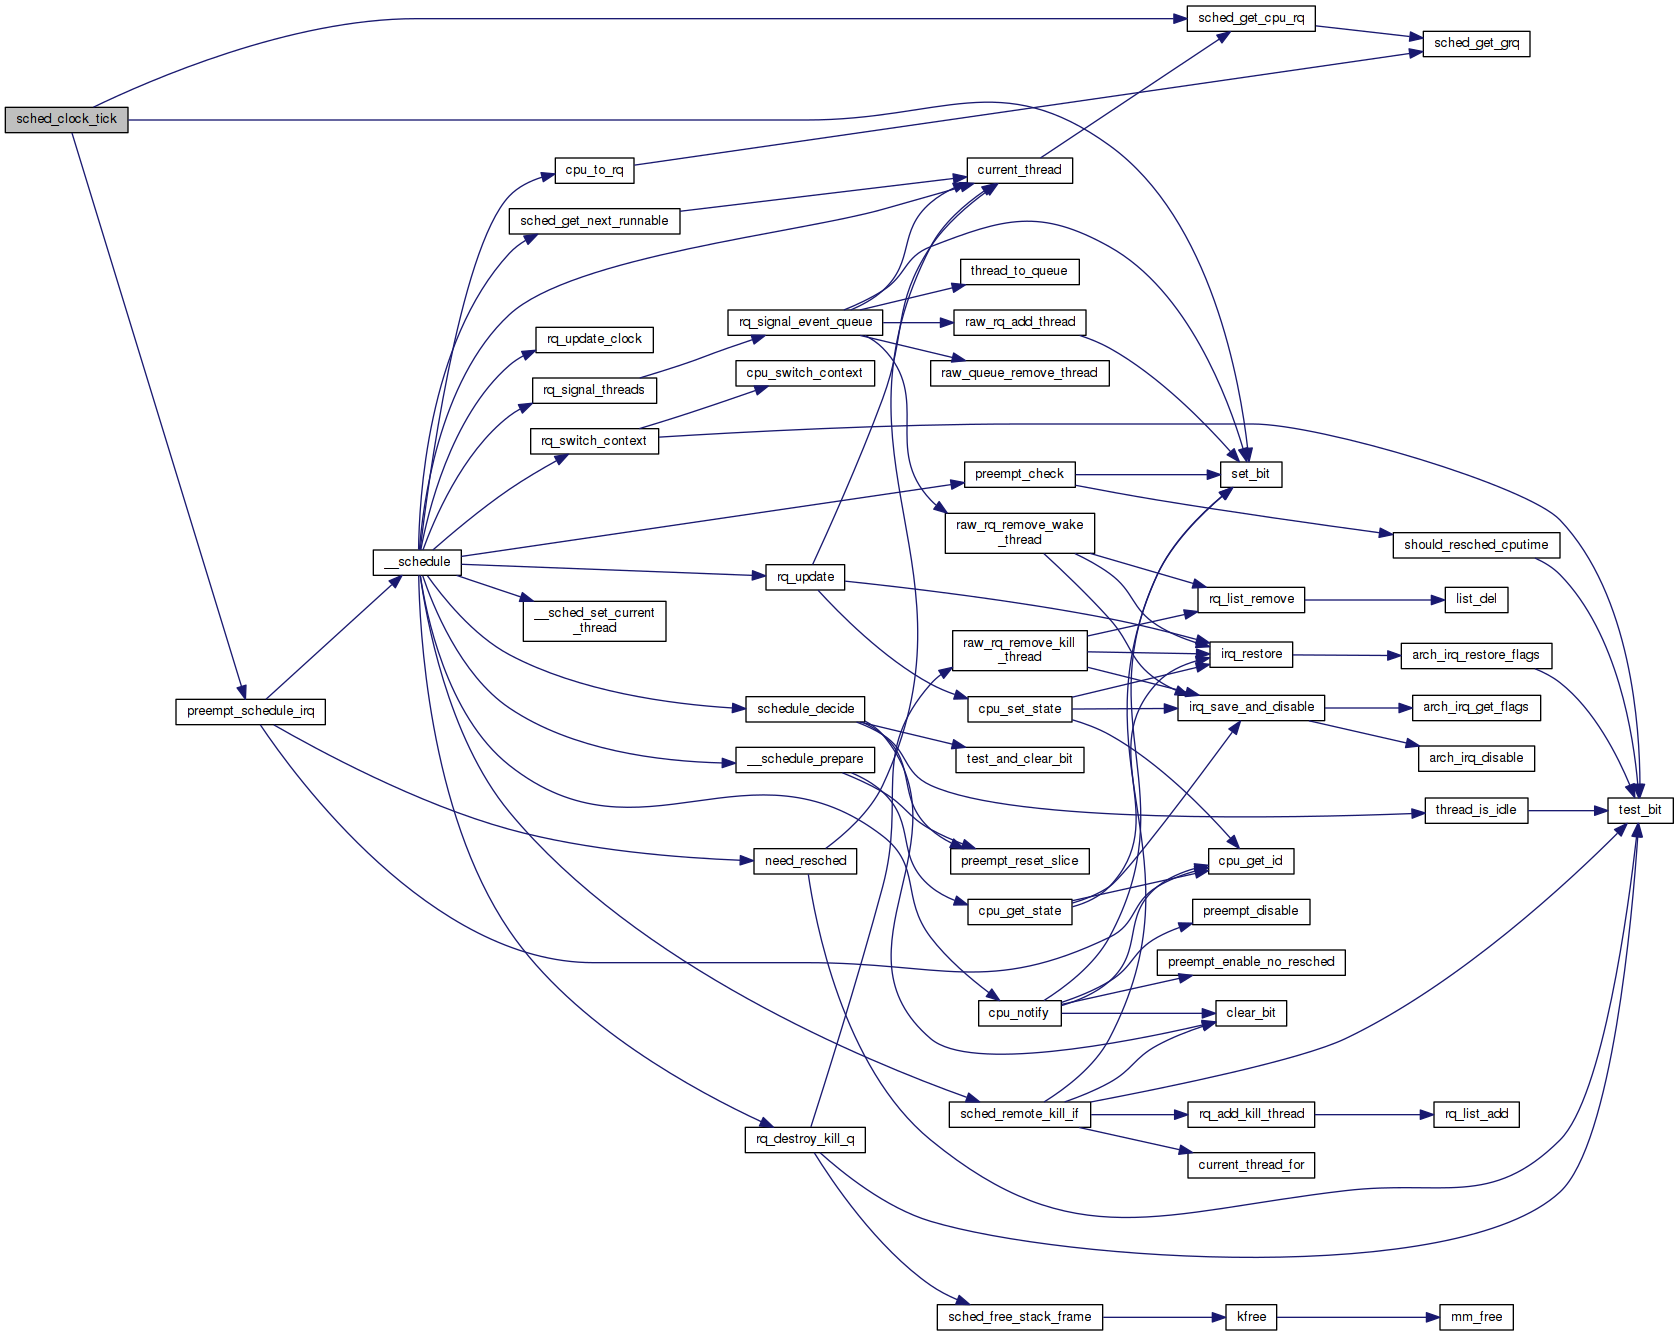 sched_get_cpu_rq
sched_get_grq
sched_clock_tick
cpu_to_rq
current_thread
sched_get_next_runnable
thread_to_queue
rq_signal_event_queue
raw_rq_add_thread
rq_update_clock
cpu_switch_context
raw_queue_remove_thread
rq_signal_threads
rq_switch_context
preempt_check
set_bit
raw_rq_remove_wake
_thread
should_resched_cputime
__schedule
rq_update
rq_list_remove
list_del
__sched_set_current
_thread
raw_rq_remove_kill
_thread
irq_restore
arch_irq_restore_flags
preempt_schedule_irq
schedule_decide
cpu_set_state
irq_save_and_disable
arch_irq_get_flags
__schedule_prepare
test_and_clear_bit
arch_irq_disable
thread_is_idle
test_bit
need_resched
preempt_reset_slice
cpu_get_id
cpu_get_state
preempt_disable
preempt_enable_no_resched
cpu_notify
clear_bit
sched_remote_kill_if
rq_add_kill_thread
rq_list_add
rq_destroy_kill_q
current_thread_for
sched_free_stack_frame
kfree
mm_free